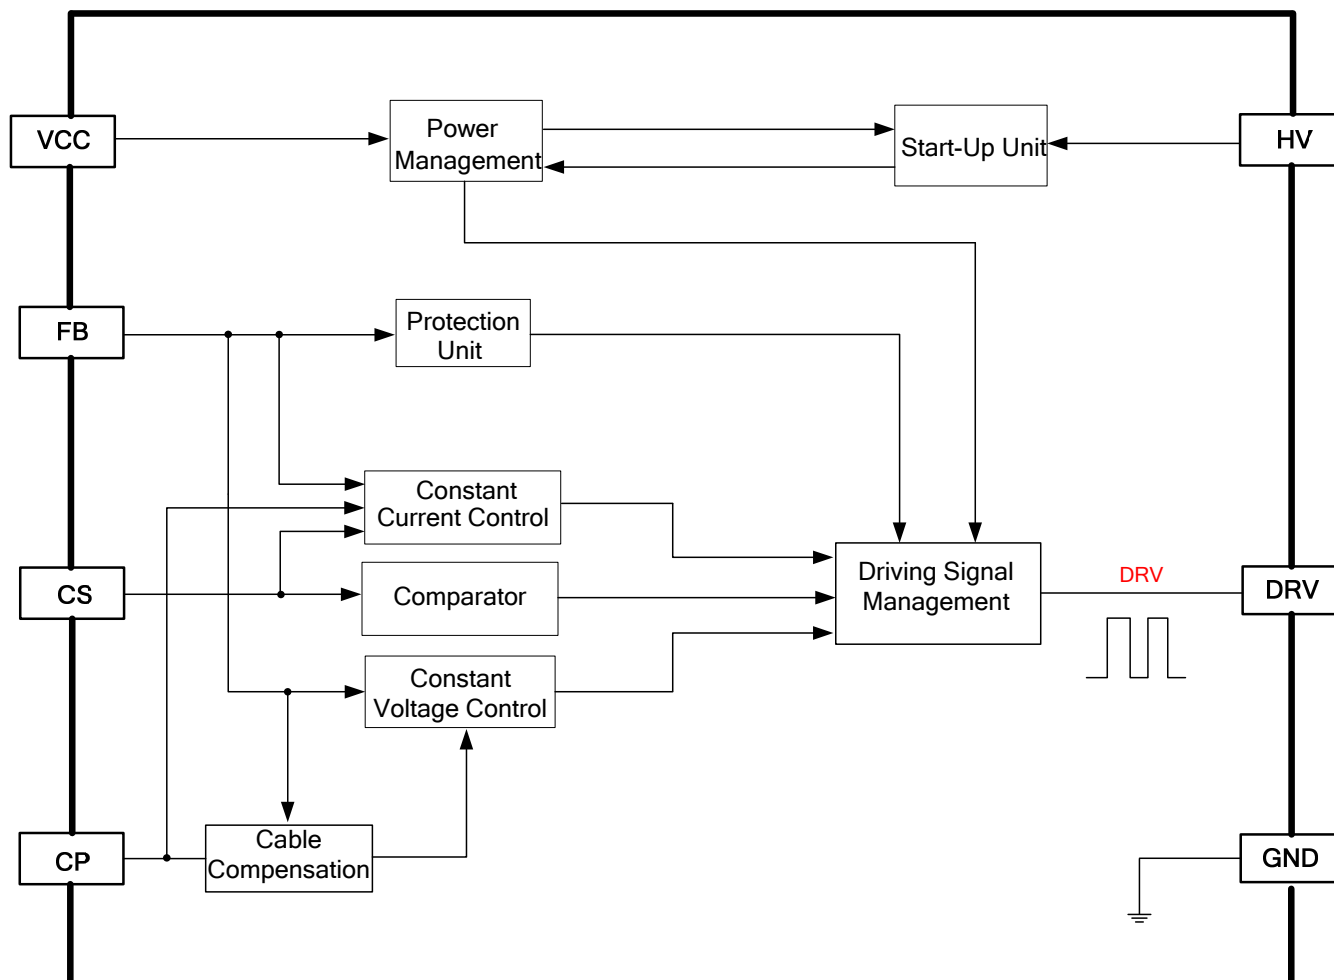 VCC
Power
Management
Start-Up Unit
HV
FB
Protection
Unit
Constant
Current Control
CS
Comparator
Driving Signal
Management
DRV
DRV
Constant
Voltage Control
CP
Cable
Compensation
GND